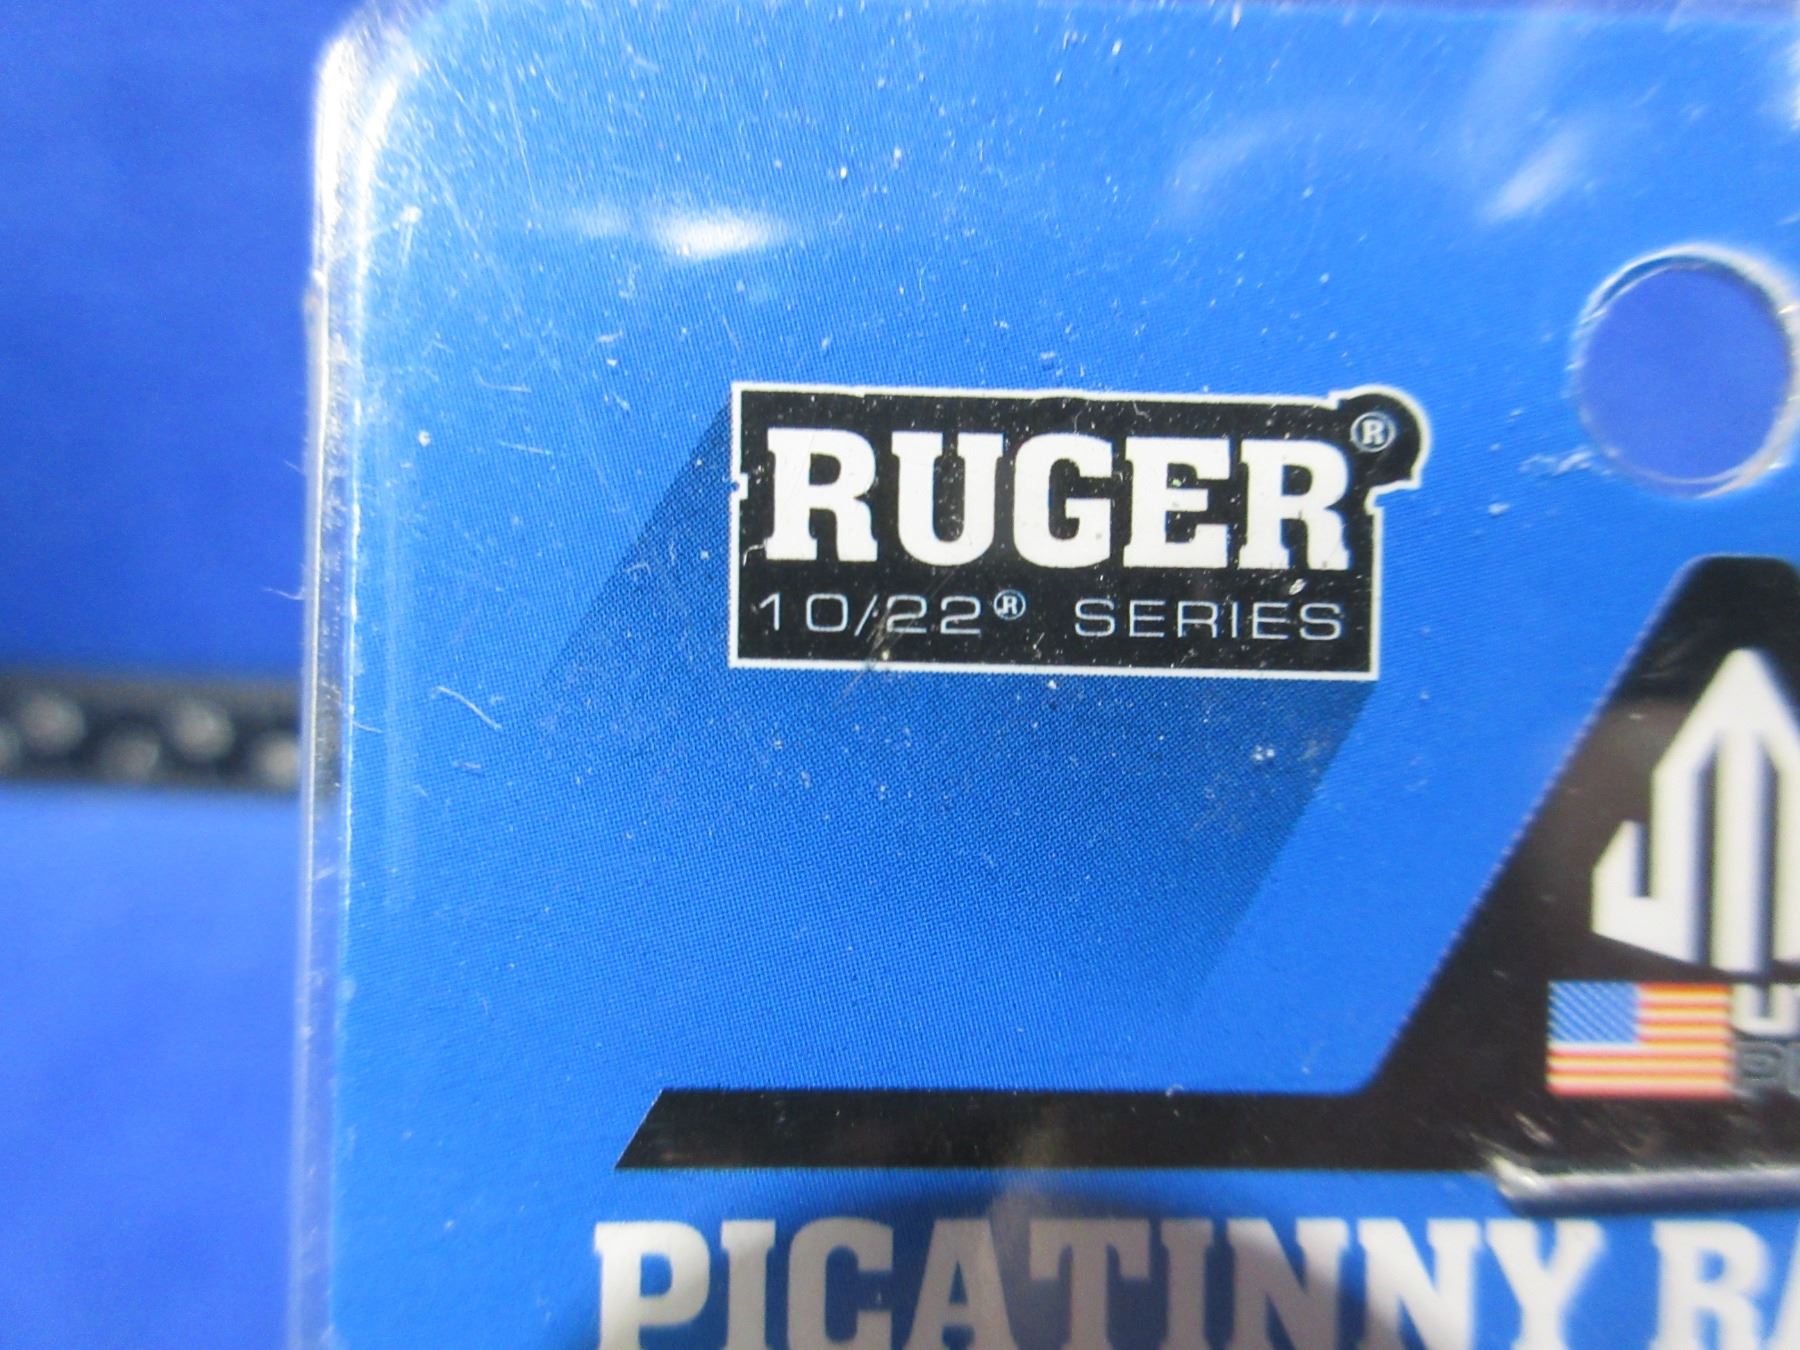 RUGER®
10/22® SERIES
PICATINNY